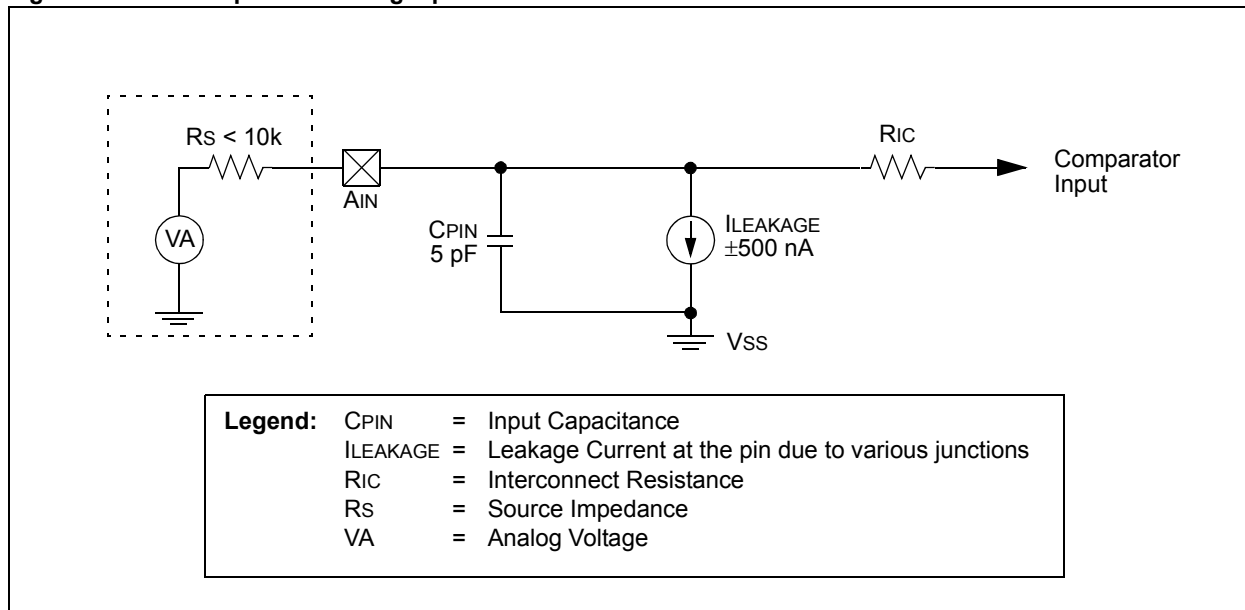 RS < 10k
RIC
AIN
Comparator
Input
VA
CPIN
5 pF
ILEAKAGE
±500 nA
VSS
Legend: CPIN = Input Capacitance
ILEAKAGE = Leakage Current at the pin due to various junctions
RIC = Interconnect Resistance
RS = Source Impedance
VA = Analog Voltage